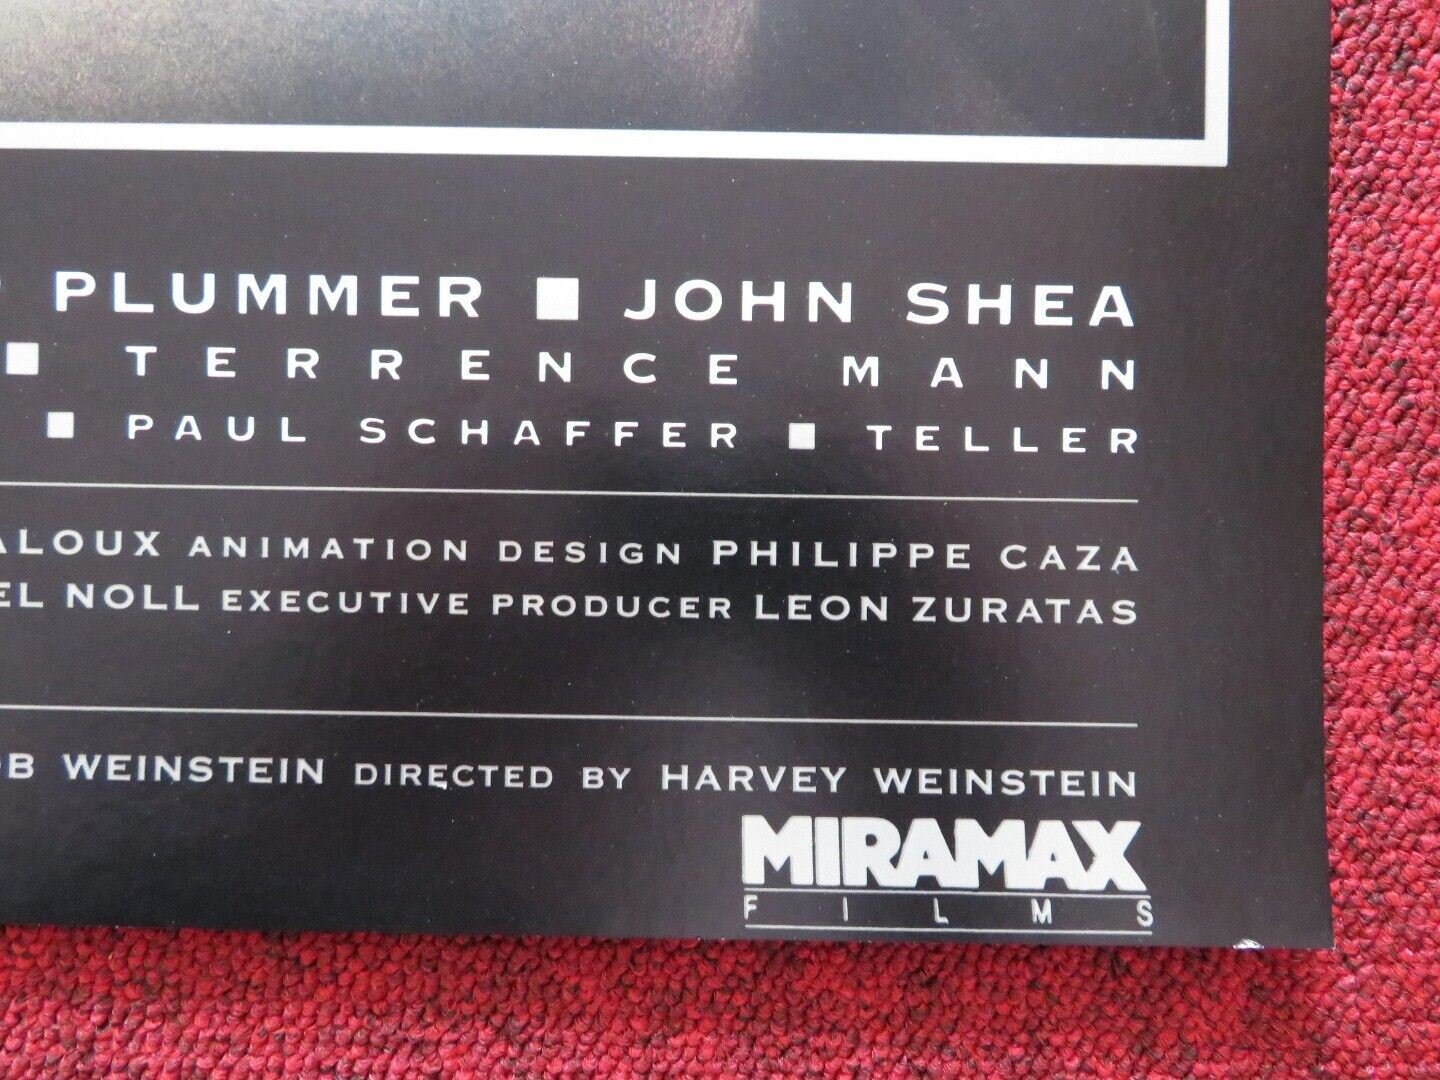 PLUMMER ■ JOHN SHEA
■ TERRENCE MANN
■ PAUL SCHAFFER ■ TELLER
ALOUX ANIMATION DESIGN PHILIPPE CAZA
EL NOLL EXECUTIVE PRODUCER LEON ZURATAS
OB WEINSTEIN DIRECTED BY HARVEY WEINSTEIN
MIRAMAX
FILMS